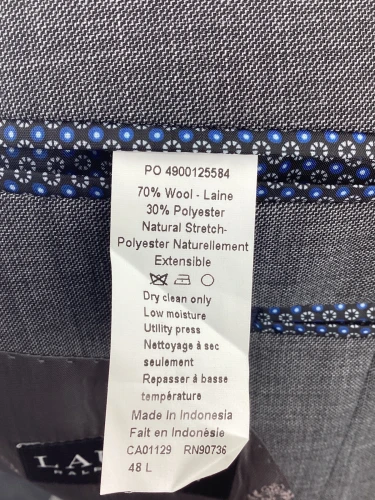 PO 4900125584
70% Wool - Laine
30% Polyester
Natural Stretch-
Polyester Naturellement
Extensible
Dry clean only
Low moisture
Utility press
Nettoyage à sec
seulement
Repasser à basse
température
Made In Indonesia
Fait en Indonèsie
CA01129 RN90736
48 L